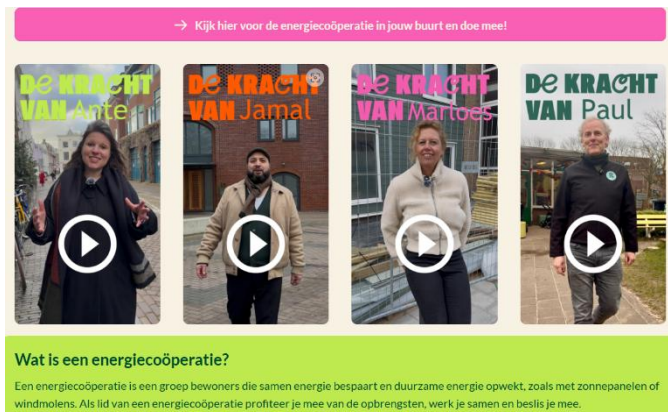 → Kijk hier voor de energiecoöperatie in jouw buurt en doe mee!
DE KRACHT
VAN Ante
DE KRACHT
VAN Jamal
DE KRACHT
VAN Marloes
DE KRACHT
VAN Paul
Wat is een energiecoöperatie?
Een energiecoöperatie is een groep bewoners die samen energie bespaart en duurzame energie opwekt, zoals met zonnepanelen of
windmolens. Als lid van een energiecoöperatie profiteer je mee van de opbrengsten, werk je samen en beslis je mee.